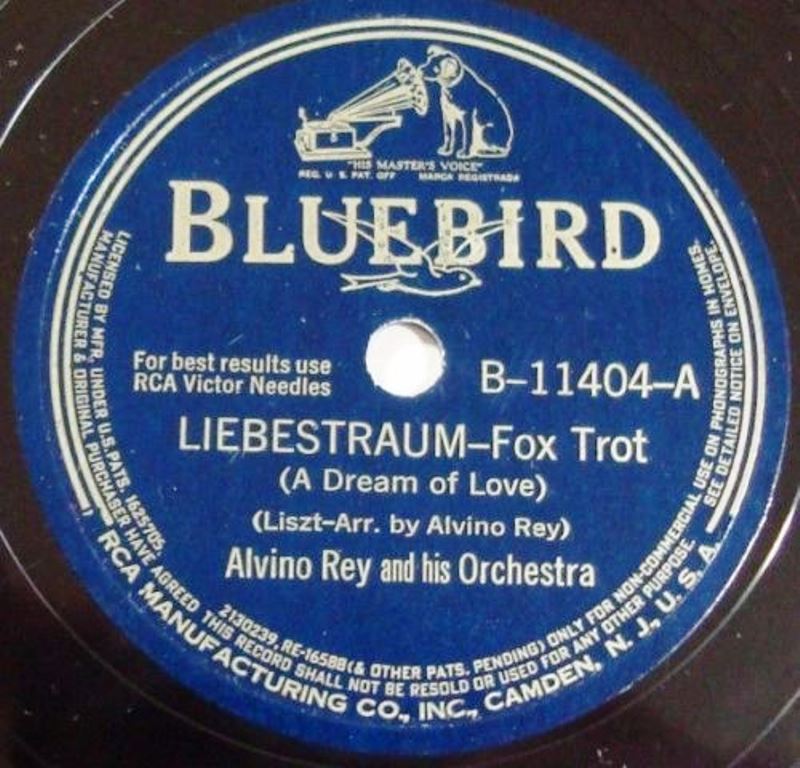 "HIS MASTER'S VOICE"
REG. U. S. PAT. OFF. MARCA REGISTRADA
BLUEBIRD
For best results use
RCA Victor Needles
B-11404-A
LIEBESTRAUM-Fox Trot
(A Dream of Love)
(Liszt-Arr. by Alvino Rey)
Alvino Rey and his Orchestra
LICENSED BY MFR. UNDER U.S. PATS. 1625705, 2130239, RE-16588 (& OTHER PATS. PENDING) ONLY FOR NON-COMMERCIAL USE ON PHONOGRAPHS IN HOMES.
MANUFACTURER & ORIGINAL PURCHASER HAVE AGREED THIS RECORD SHALL NOT BE RESOLD OR USED FOR ANY OTHER PURPOSE. SEE DETAILED NOTICE ON ENVELOPE.
RCA MANUFACTURING CO., INC., CAMDEN, N. J., U. S. A.